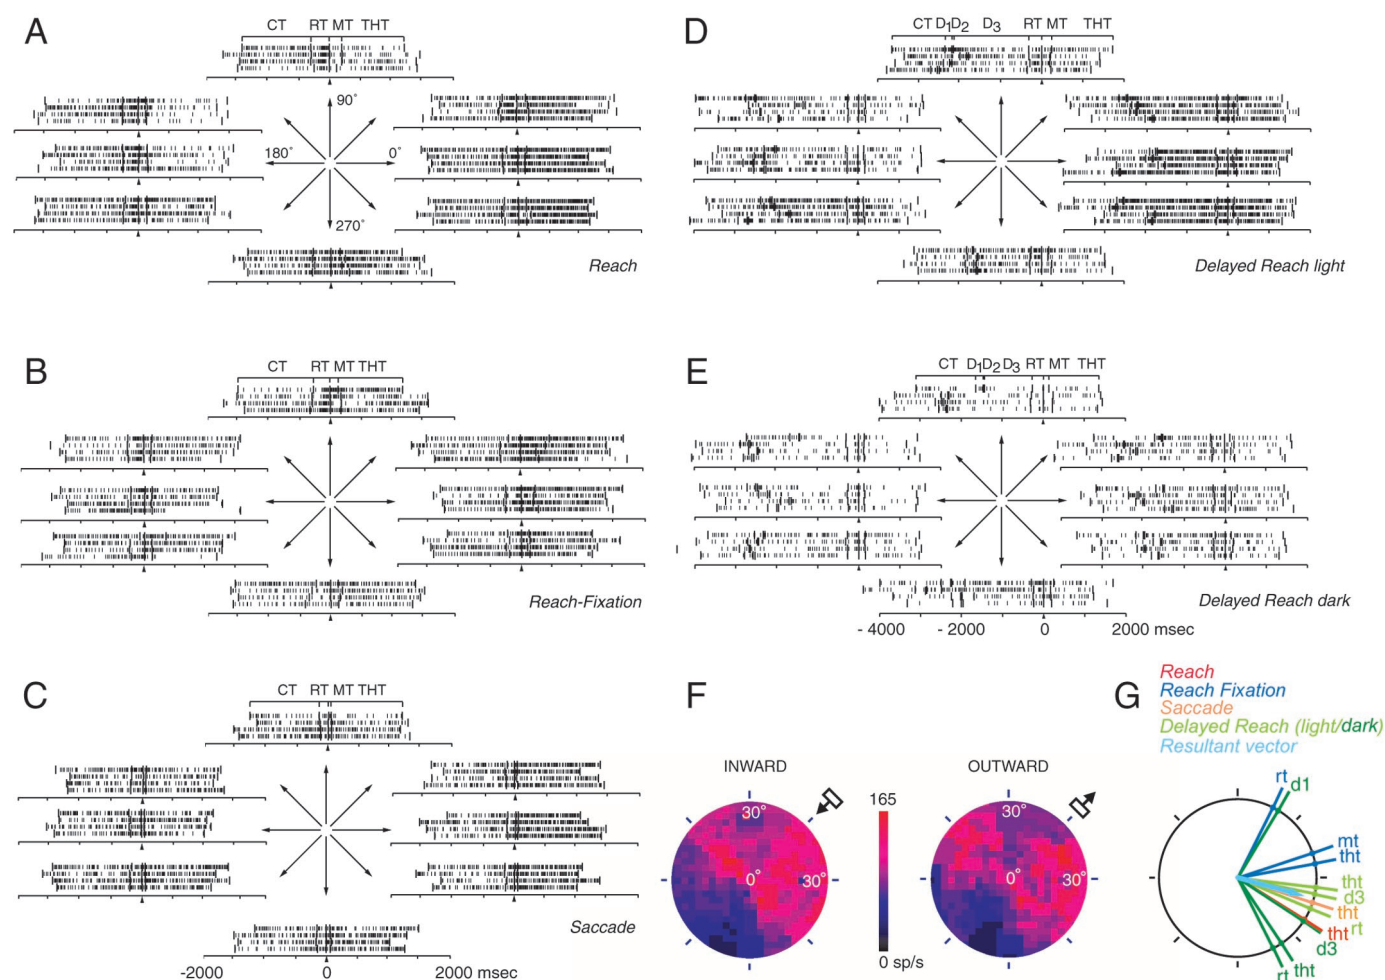 A
CT RT MT THT
90°
180°
0°
270°
Reach
B
CT RT MT THT
Reach-Fixation
C
CT RT MT THT
Saccade
-2000 0 2000 msec
D
CT D1D2 D3 RT MT THT
Delayed Reach light
E
CT D1D2D3 RT MT THT
Delayed Reach dark
- 4000 - 2000 0 2000 msec
F
INWARD
30°
0°
30°
165
0 sp/s
OUTWARD
30°
0°
30°
G
Reach
Reach Fixation
Saccade
Delayed Reach (light/dark)
Resultant vector
rt
d1
mt
tht
tht
d3
tht
rt
tht
d3
tht
rt